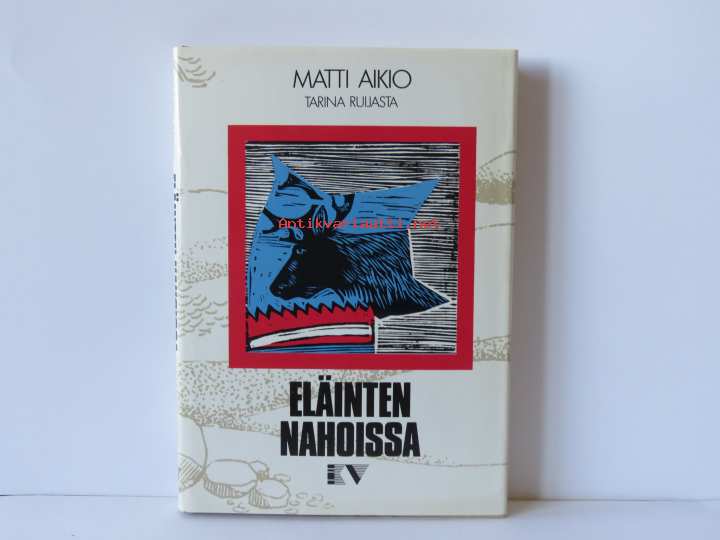 MATTI AIKIO
TARINA RUIJASTA
Antikvariaatti.net
ELÄINTEN
NAHOISSA
KV